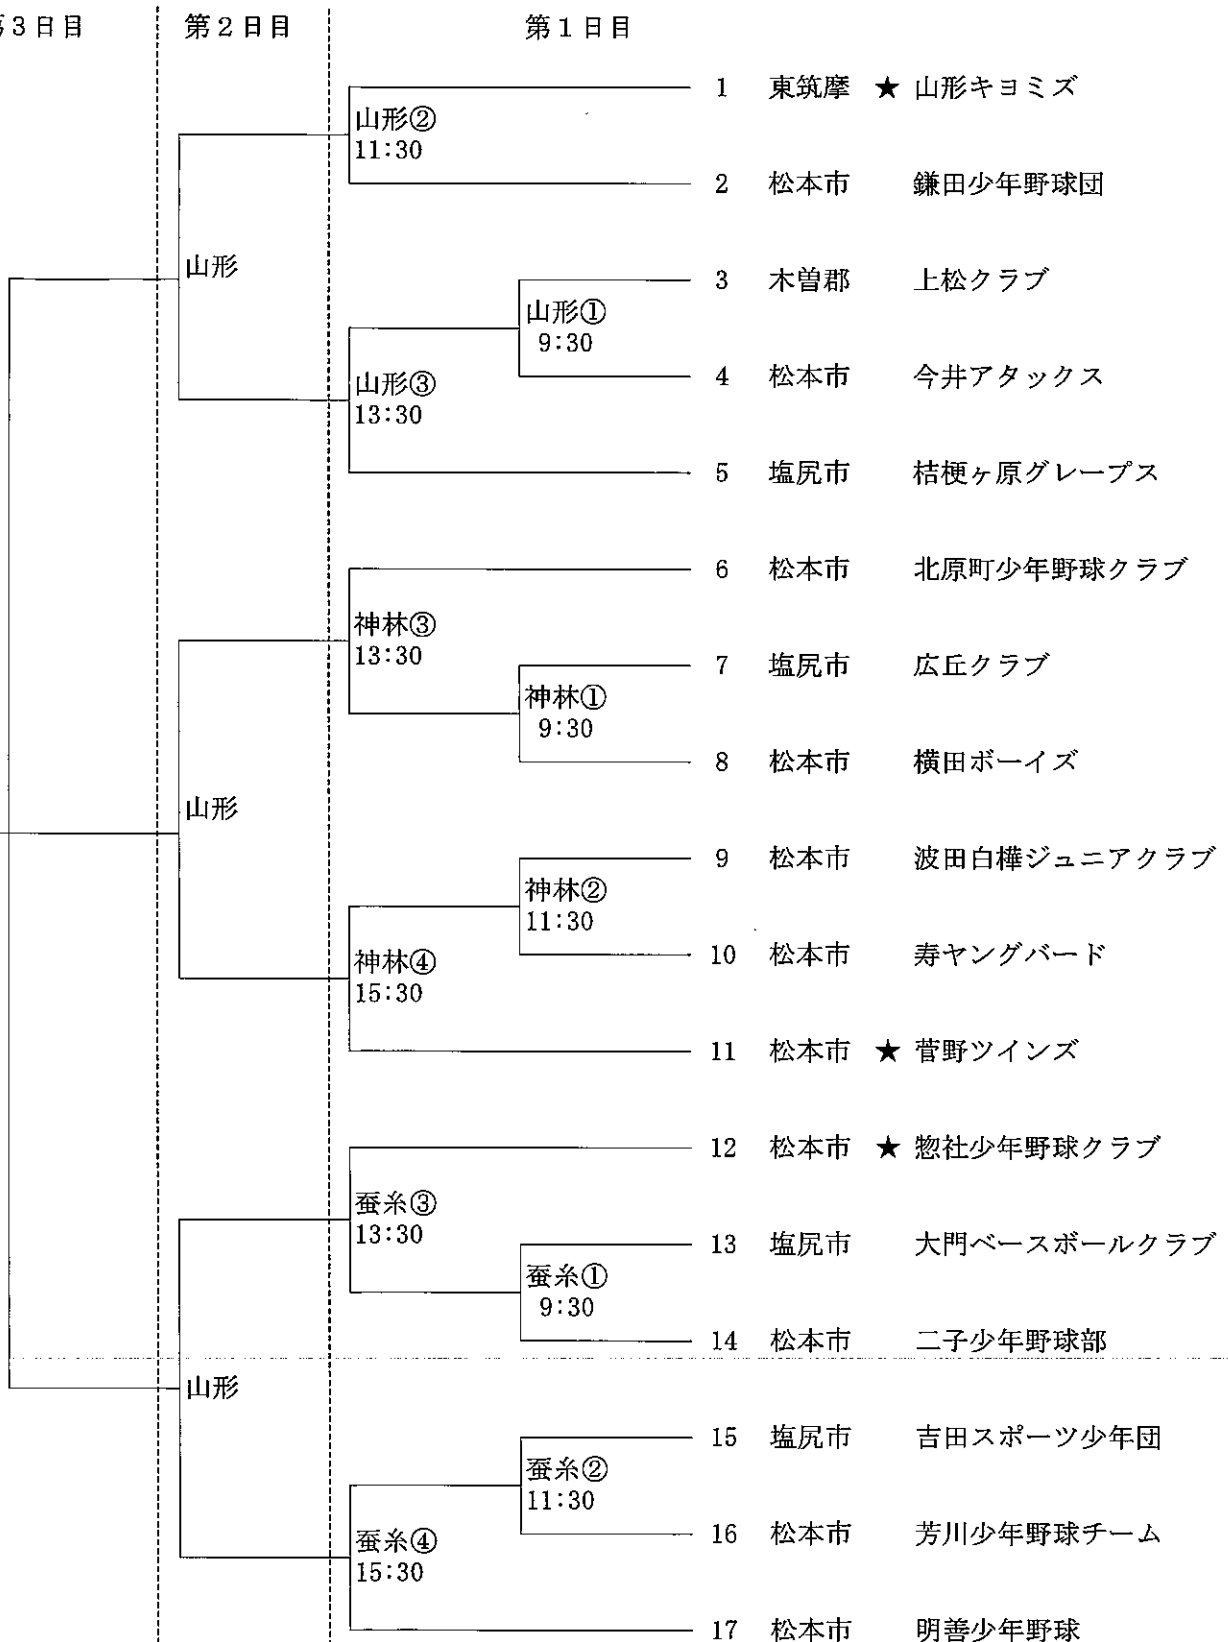 第3日目 第2日目 第1日目
1 東筑摩 ★ 山形キヨミズ
山形②
11:30
2 松本市 鎌田少年野球団
山形
3 木曽郡 上松クラブ
山形①
9:30
4 松本市 今井アタックス
山形③
13:30
5 塩尻市 桔梗ヶ原グレープス
6 松本市 北原町少年野球クラブ
神林③
13:30
7 塩尻市 広丘クラブ
神林①
9:30
8 松本市 横田ボーイズ
山形
9 松本市 波田白樺ジュニアクラブ
神林②
11:30
10 松本市 寿ヤングバード
神林④
15:30
11 松本市 ★ 菅野ツインズ
12 松本市 ★ 惣社少年野球クラブ
蚕糸③
13:30
13 塩尻市 大門ベースボールクラブ
蚕糸①
9:30
14 松本市 二子少年野球部
山形
15 塩尻市 吉田スポーツ少年団
蚕糸②
11:30
16 松本市 芳川少年野球チーム
蚕糸④
15:30
17 松本市 明善少年野球